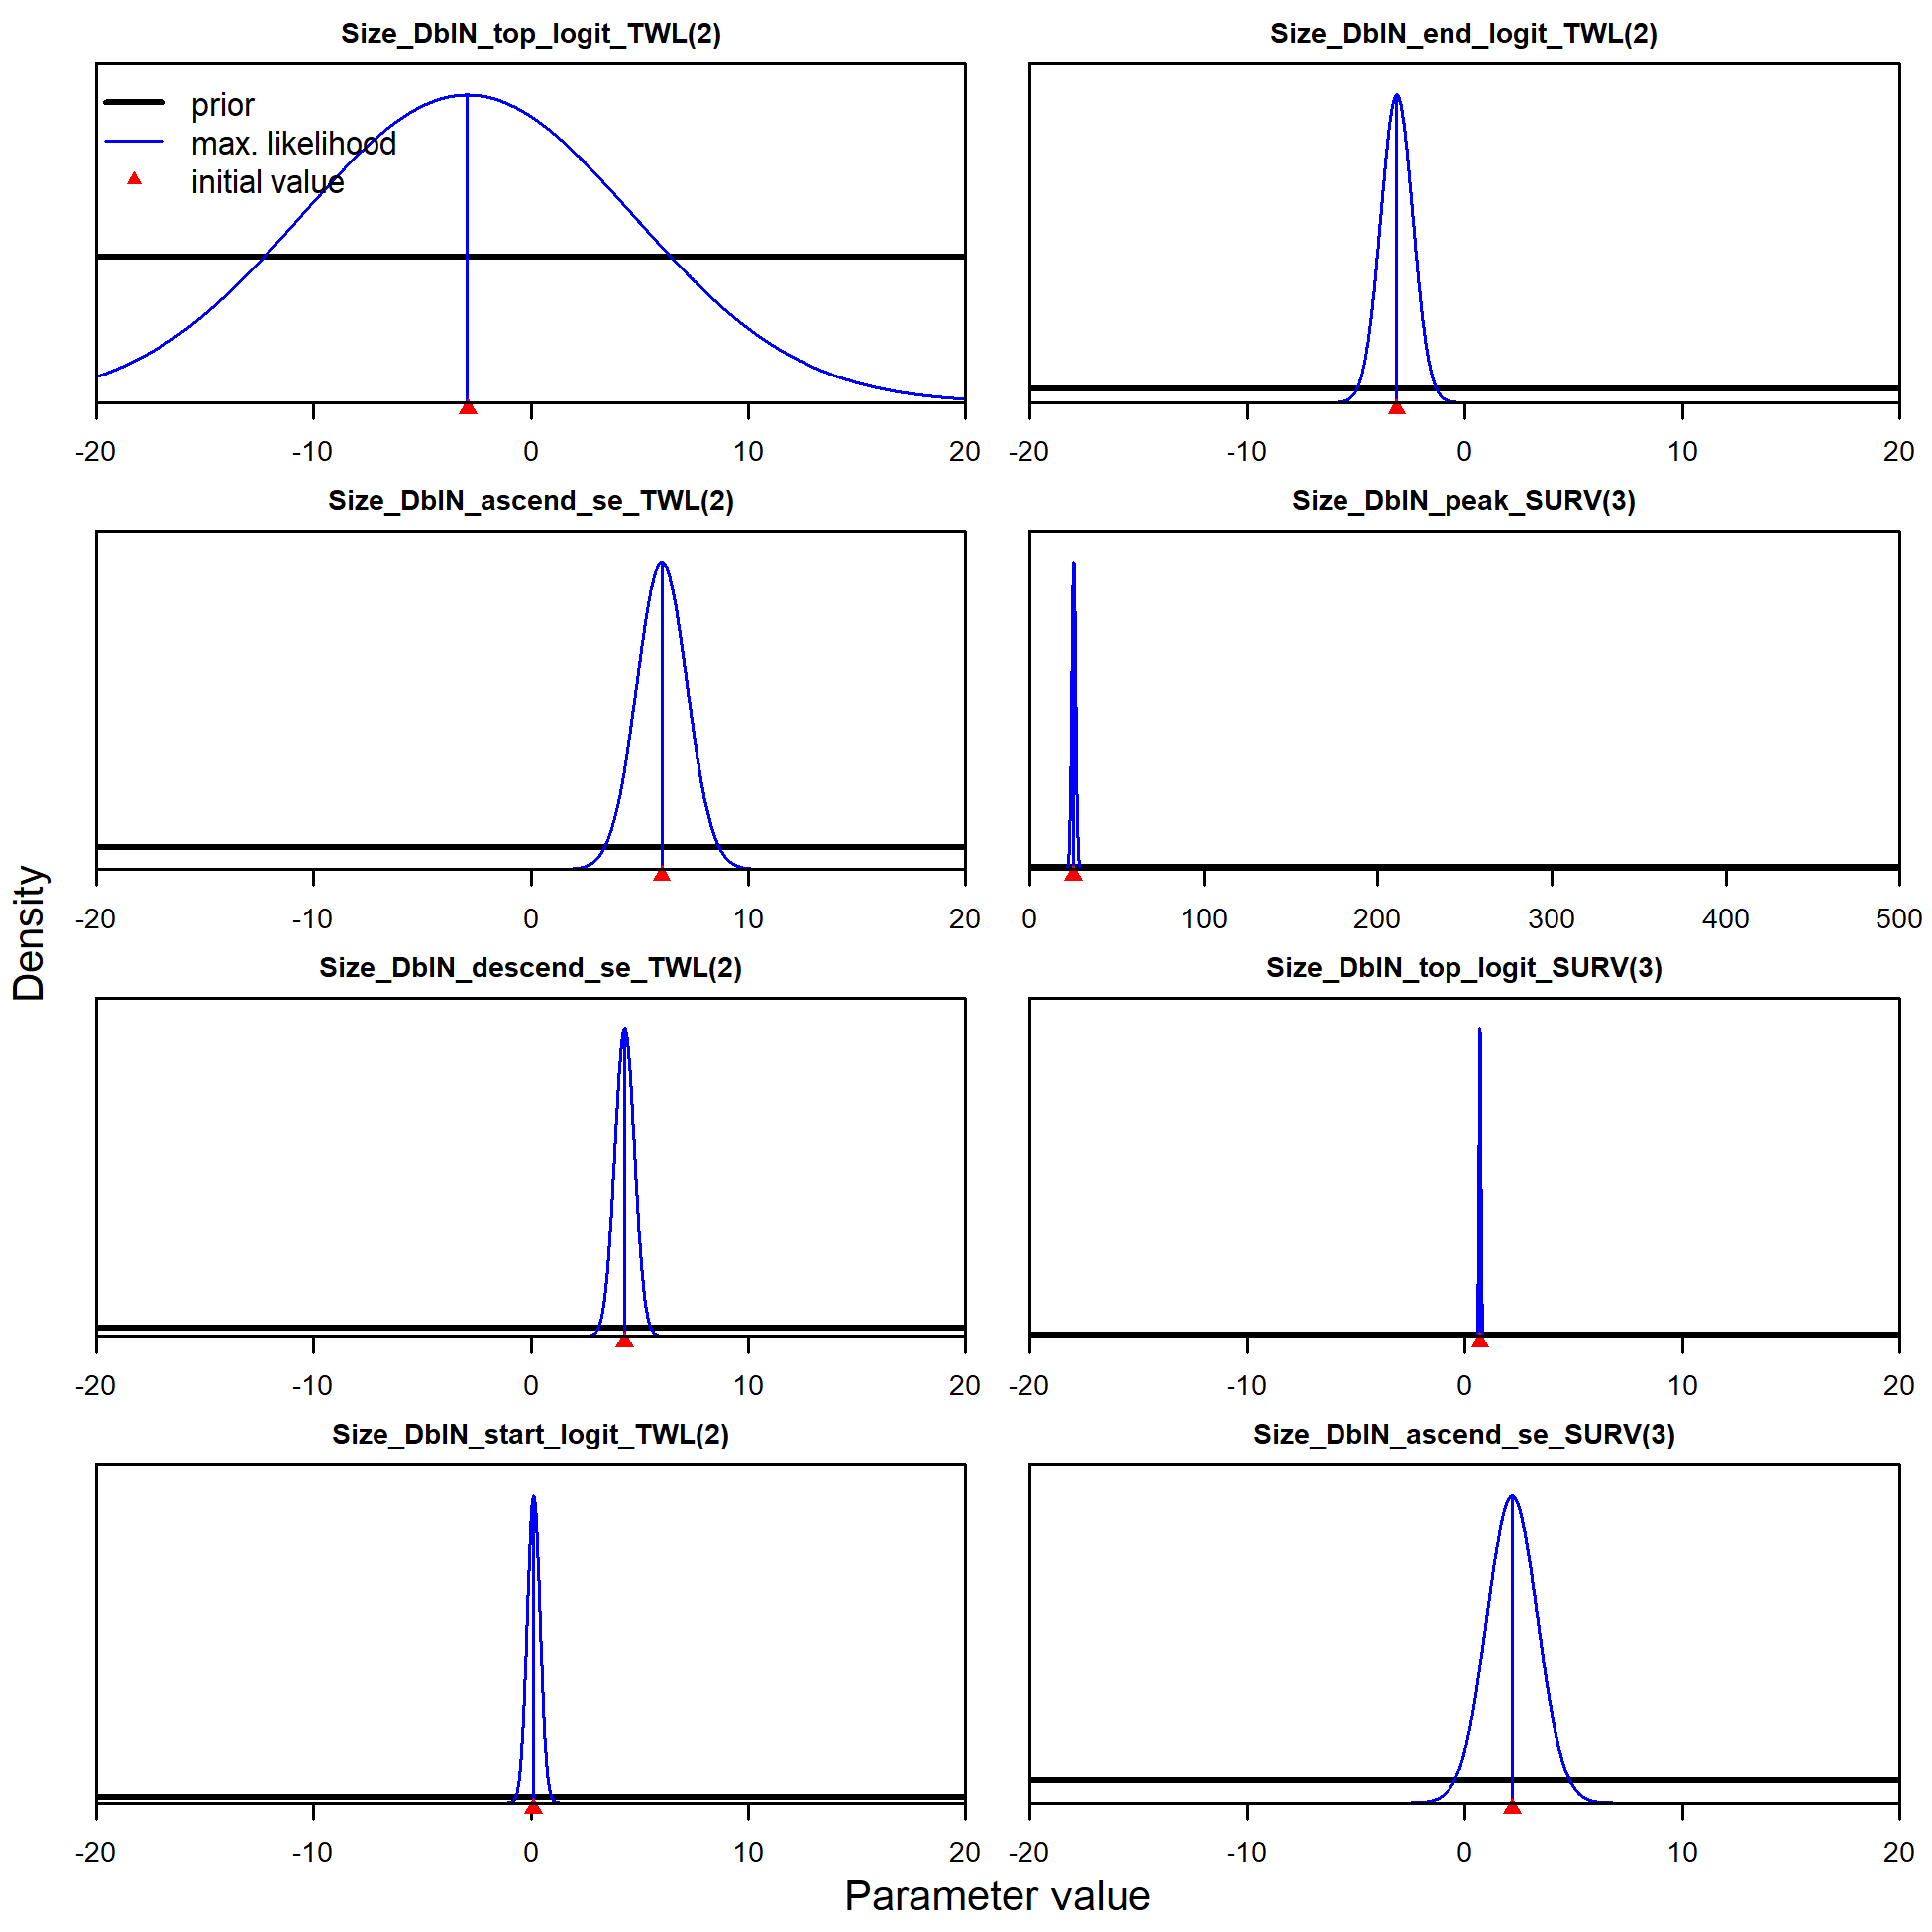 Size_DblN_top_logit_TWL(2)
prior
max. likelihood
initial value
-20 -10 0 10 20
Size_DblN_end_logit_TWL(2)
-20 -10 0 10 20
Size_DblN_ascend_se_TWL(2)
-20 -10 0 10 20
Size_DblN_peak_SURV(3)
0 100 200 300 400 500
Size_DblN_descend_se_TWL(2)
-20 -10 0 10 20
Size_DblN_top_logit_SURV(3)
-20 -10 0 10 20
Size_DblN_start_logit_TWL(2)
-20 -10 0 10 20
Size_DblN_ascend_se_SURV(3)
-20 -10 0 10 20
Density
Parameter value